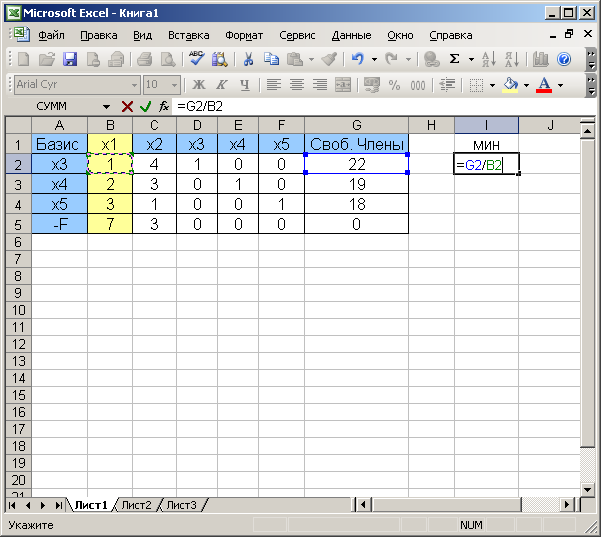 Microsoft Excel - Книга1
Файл Правка Вид Вставка Формат Сервис Данные Окно Справка
Arial Cyr 10 Ж К Ч % 000
СУММ =G2/B2
A B C D E F G H I J
1 Базис x1 x2 x3 x4 x5 Своб. Члены мин
2 x3 1 4 1 0 0 22 =G2/B2
3 x4 2 3 0 1 0 19
4 x5 3 1 0 0 1 18
5 -F 7 3 0 0 0 0
6
7
8
9
10
11
12
13
14
15
16
17
18
19
20
21
Лист1 Лист2 Лист3
Укажите NUM